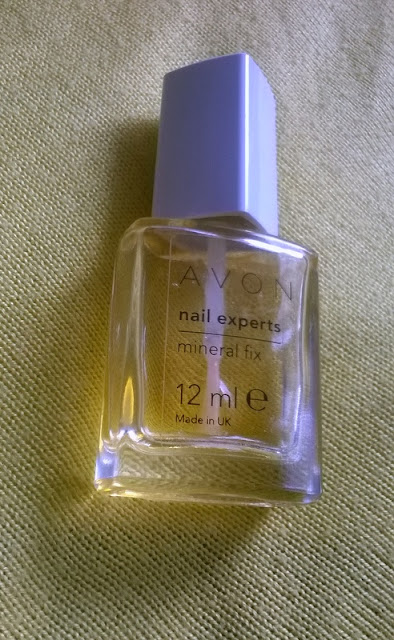 AVON
nail experts
mineral fix
12 ml ℮
Made in UK